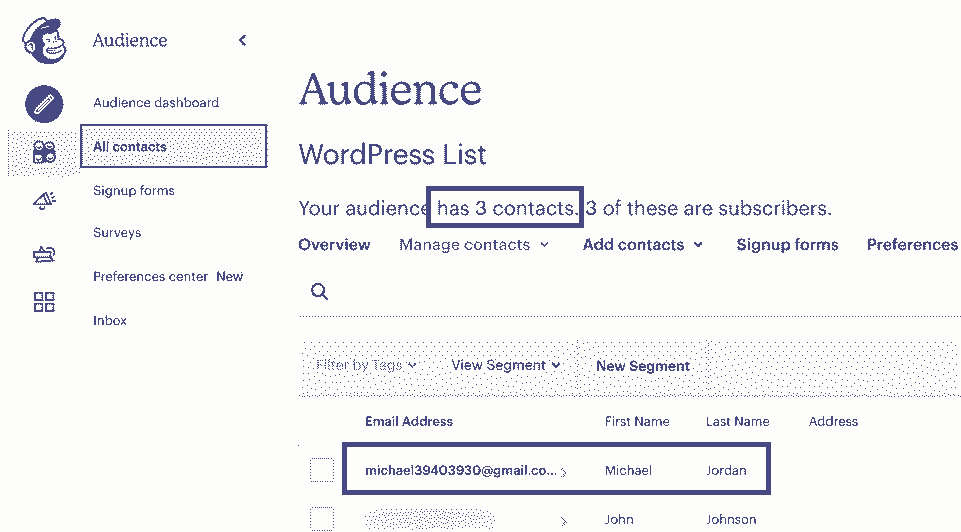 Audience
Audience dashboard
All contacts
Signup forms
Surveys
Preferences center New
Inbox
Audience
WordPress List
Your audience has 3 contacts. 3 of these are subscribers.
Overview Manage contacts Add contacts Signup forms Preferences
Filter by Tags View Segment New Segment
Email Address First Name Last Name Address
michael39403930@gmail.co... Michael Jordan
John Johnson